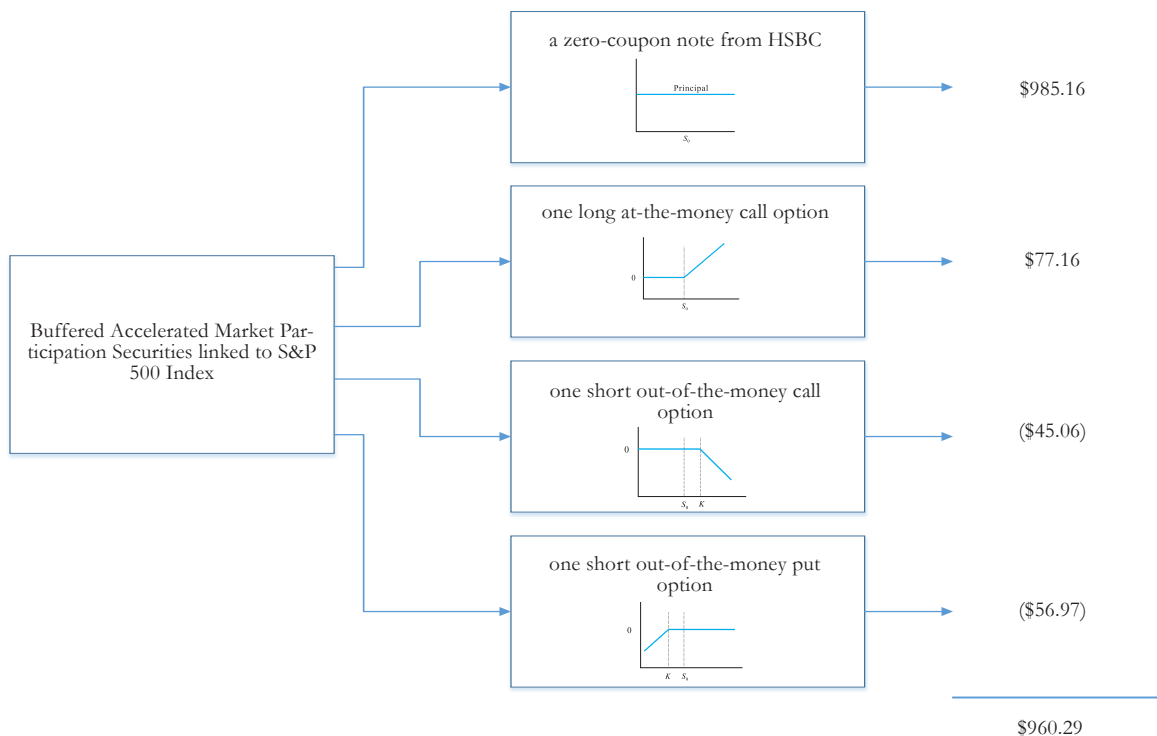 a zero-coupon note from HSBC
Principal
S₀
$985.16
one long at-the-money call option
0
S₀
$77.16
Buffered Accelerated Market Par-
ticipation Securities linked to S&P
500 Index
one short out-of-the-money call
option
0
S₀ K
($45.06)
one short out-of-the-money put
option
0
K S₀
($56.97)
$960.29